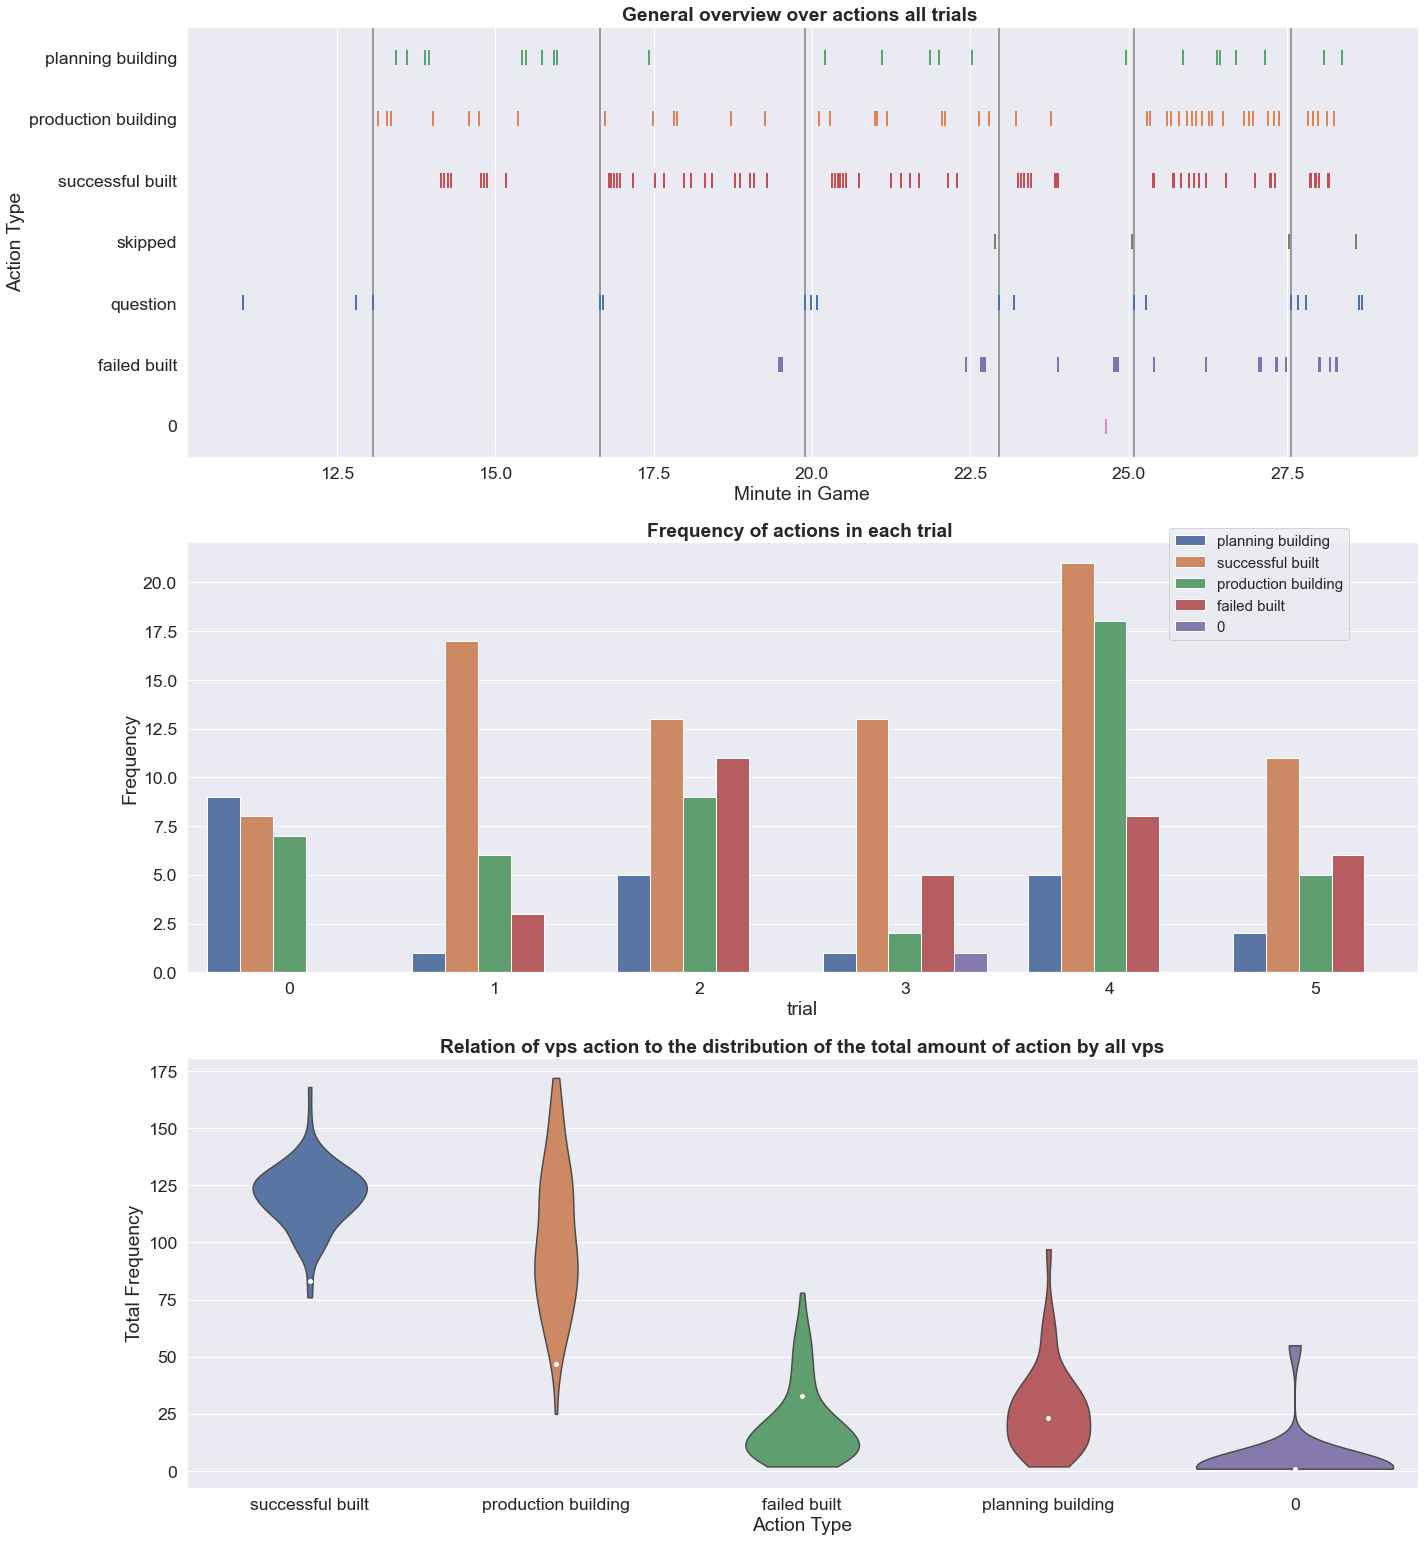 General overview over actions all trials
planning building
production building
successful built
skipped
question
failed built
0
Action Type
12.5 15.0 17.5 20.0 22.5 25.0 27.5
Minute in Game
Frequency of actions in each trial
planning building
successful built
production building
failed built
0
20.0
17.5
15.0
12.5
10.0
7.5
5.0
2.5
0.0
Frequency
0 1 2 3 4 5
trial
Relation of vps action to the distribution of the total amount of action by all vps
175
150
125
100
75
50
25
0
Total Frequency
successful built production building failed built planning building 0
Action Type